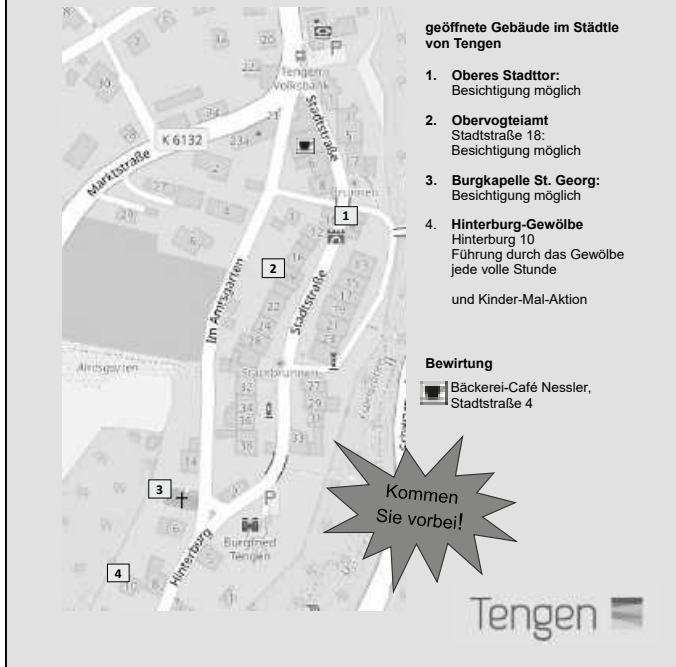 geöffnete Gebäude im Städtle
von Tengen
1. Oberes Stadttor:
Besichtigung möglich
2. Obervogteiamt
Stadtstraße 18:
Besichtigung möglich
3. Burgkapelle St. Georg:
Besichtigung möglich
4. Hinterburg-Gewölbe
Hinterburg 10
Führung durch das Gewölbe
jede volle Stunde
und Kinder-Mal-Aktion
Bewirtung
Bäckerei-Café Nessler,
Stadtstraße 4
Kommen
Sie vorbei!
Tengen
P
Tengen
Volksbank
Stadtstraße
K 6132
Marktstraße
Brunnen
1
2
Im Amtsgarten
Stadtstraße
Amtsgarten
3
P
Burgfried
Tengen
Hinterburg
4